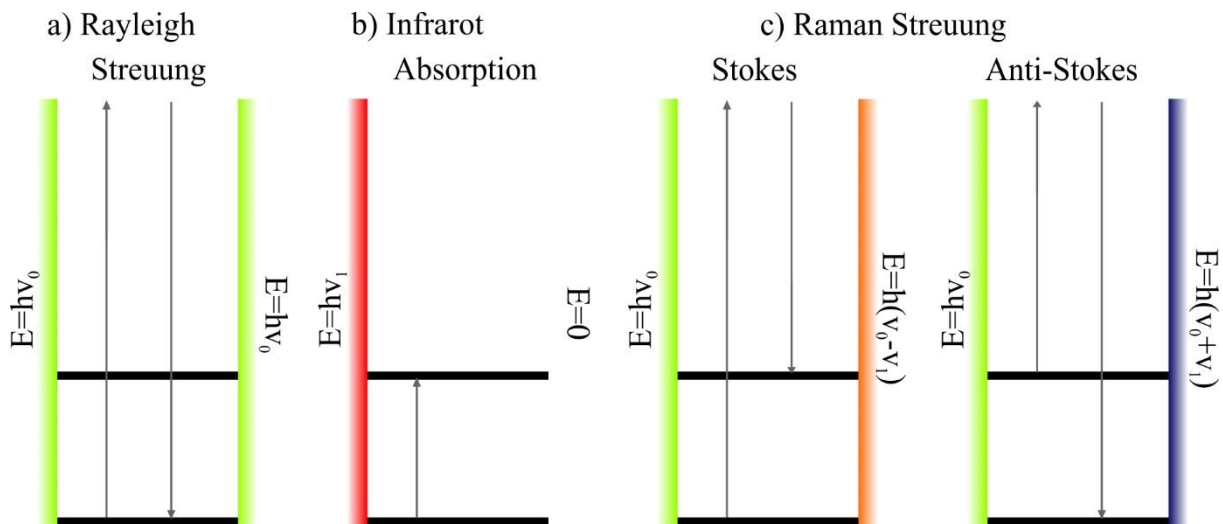 a) Rayleigh
Streuung
b) Infrarot
Absorption
c) Raman Streuung
Stokes
Anti-Stokes
E=hν₀
E=hν₀
E=hν₁
E=0
E=hν₀
E=h(ν₀-ν₁)
E=hν₀
E=h(ν₀+ν₁)